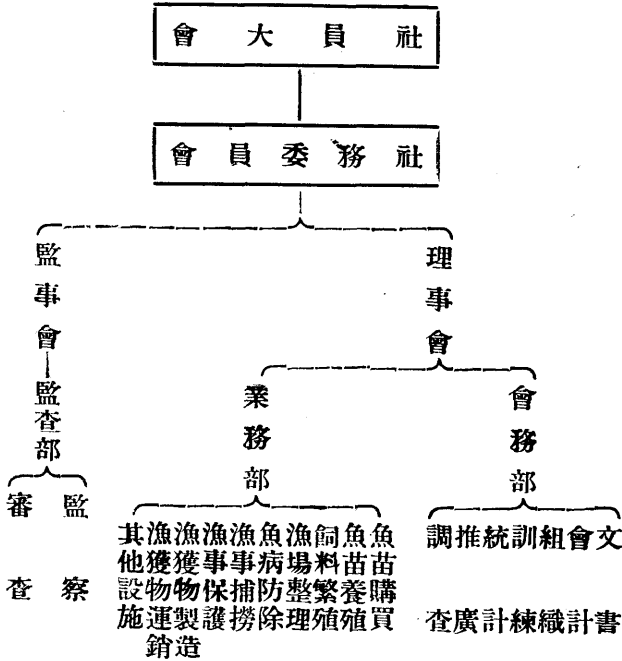 社員大會
社務委員會
理事會
監事會
監查部
會務部
業務部
文書
會計
組織
訓練
統計
推廣
調查
魚苗購買
魚苗養殖
飼料繁殖
漁場整理
魚病防除
漁事捕撈
漁事保護
漁獲物製造
漁獲物運銷
其他設施
監察
審查